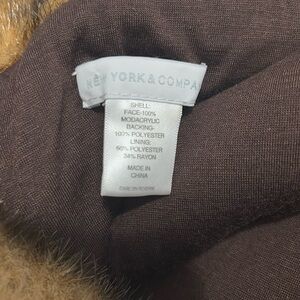 NEW YORK & COMPA
SHELL:
FACE-100%
MODACRYLIC
BACKING-
100% POLYESTER
LINING:
66% POLYESTER
34% RAYON
MADE IN
CHINA